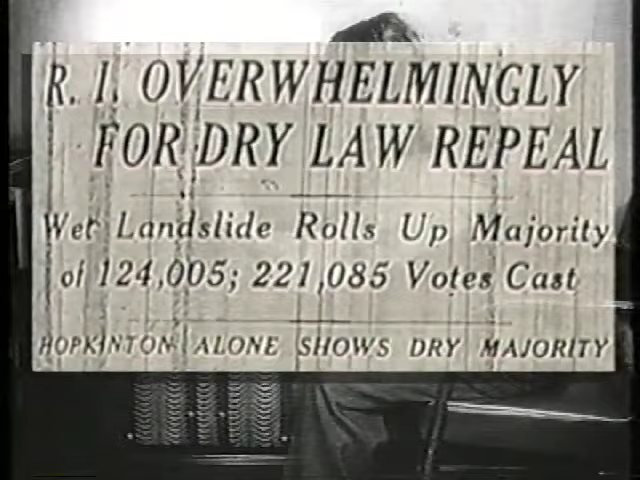 R. I. OVERWHELMINGLY
FOR DRY LAW REPEAL
Wet Landslide Rolls Up Majority
of 124,005; 221,085 Votes Cast
HOPKINTON ALONE SHOWS DRY MAJORITY